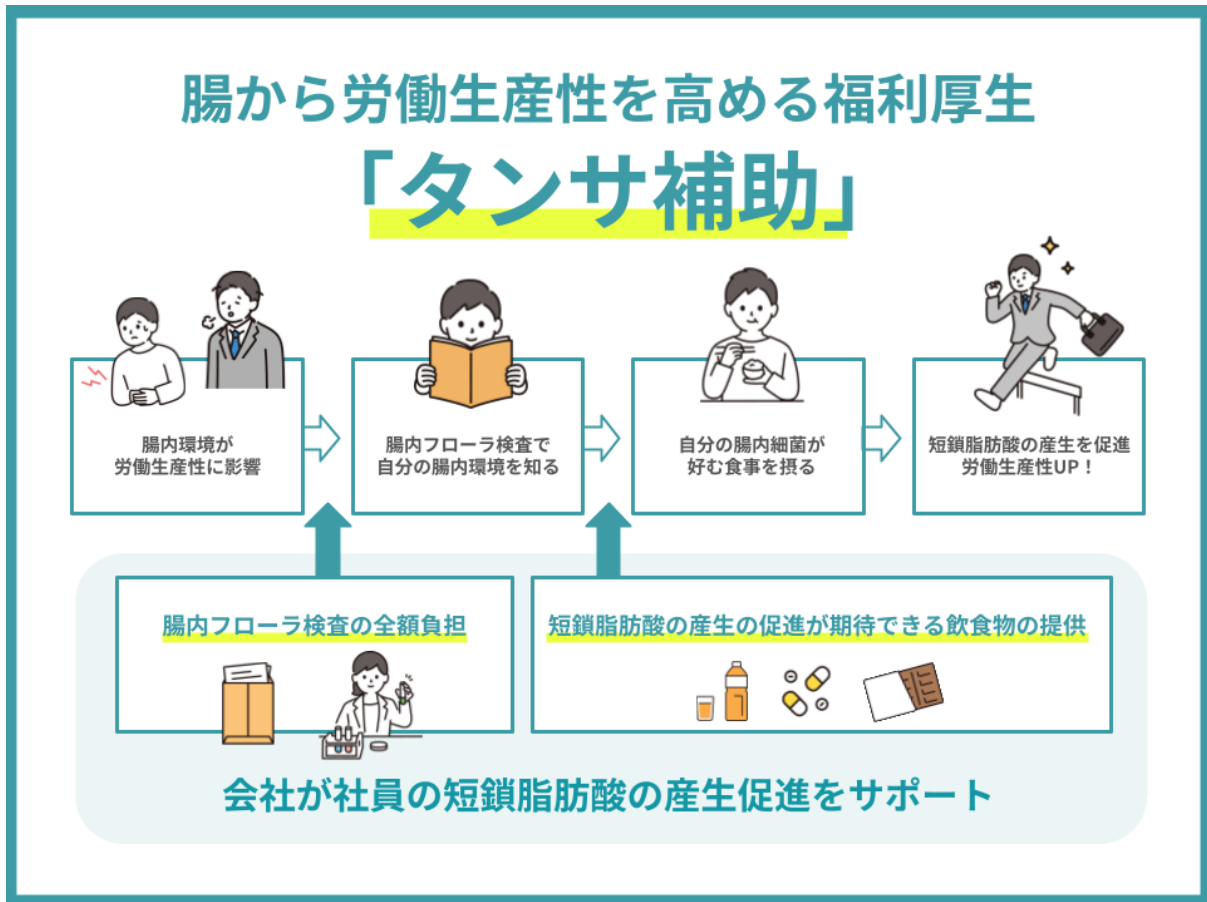 腸から労働生産性を高める福利厚生
「タンサ補助」
腸内環境が
労働生産性に影響
腸内フローラ検査で
自分の腸内環境を知る
自分の腸内細菌が
好む食事を摂る
短鎖脂肪酸の産生を促進
労働生産性UP！
腸内フローラ検査の全額負担
短鎖脂肪酸の産生の促進が期待できる飲食物の提供
会社が社員の短鎖脂肪酸の産生促進をサポート